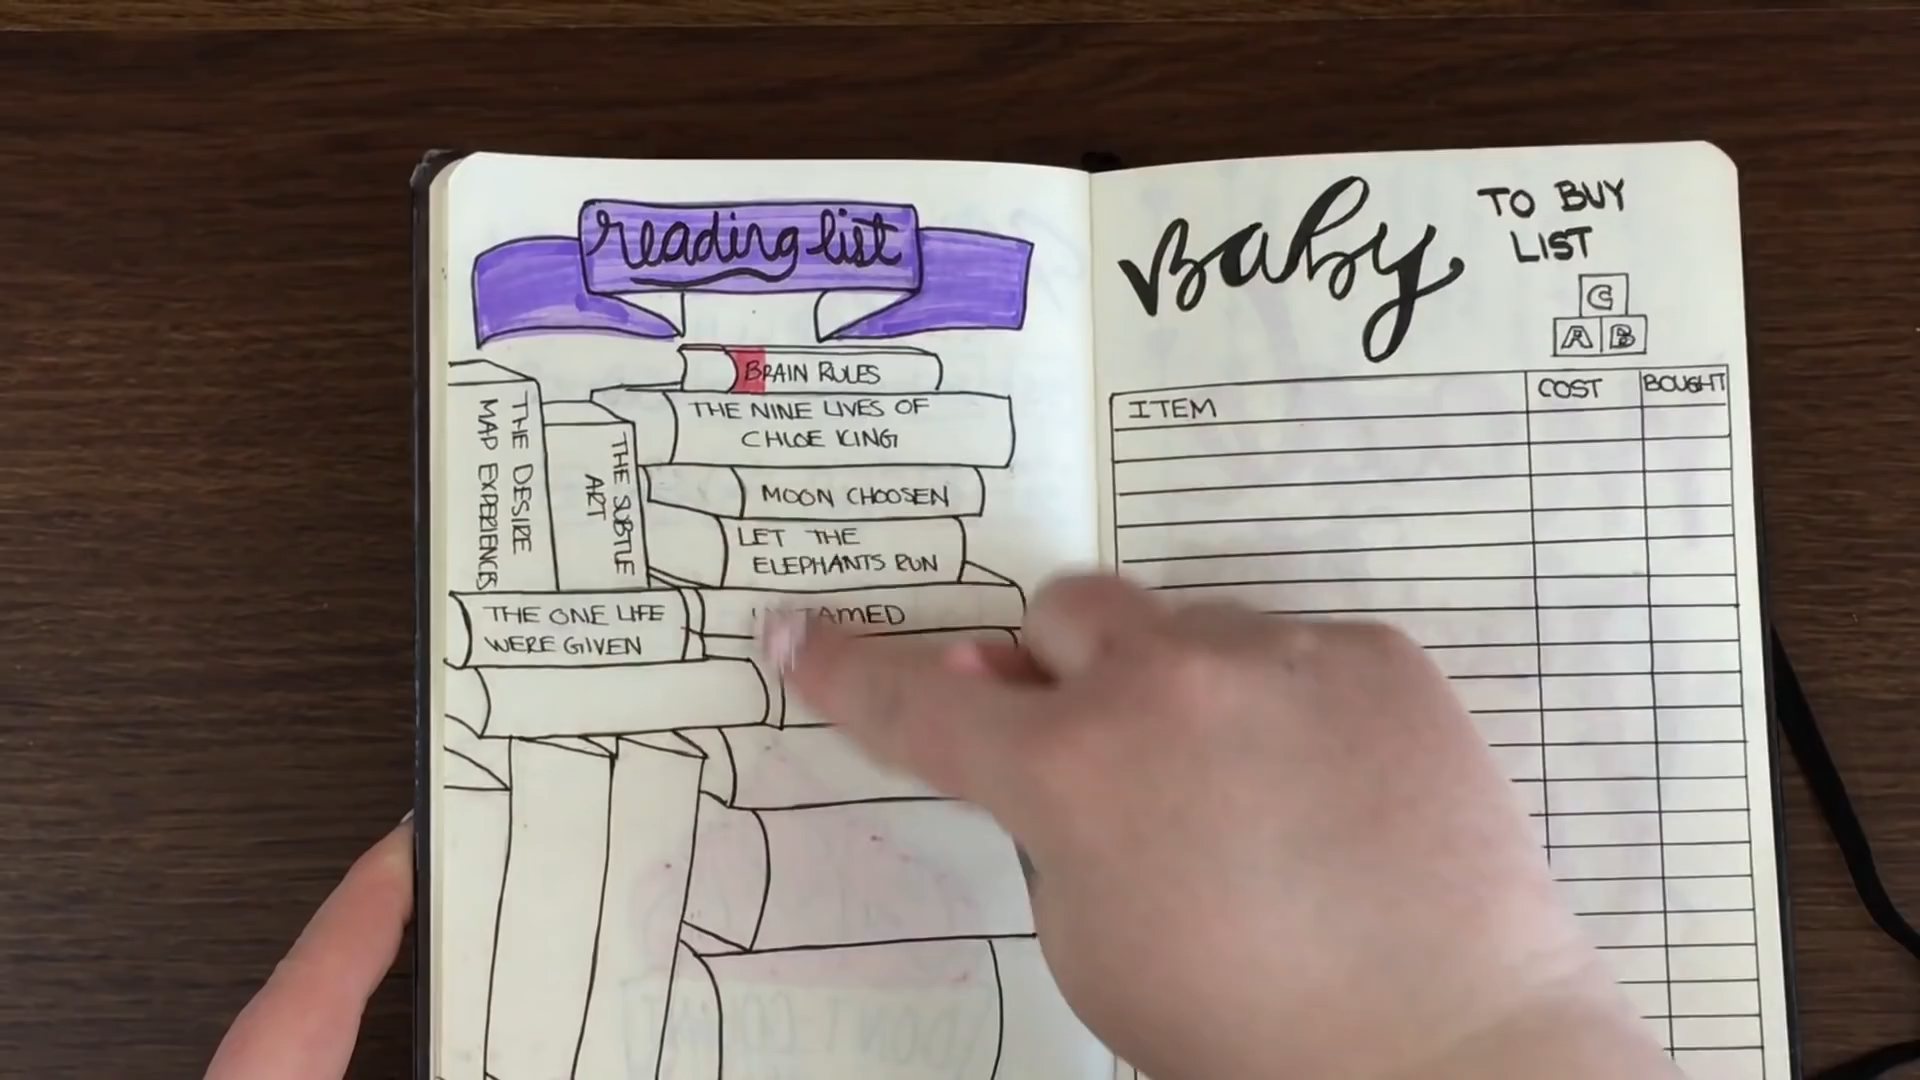 reading list
BRAIN RULES
THE NINE LIVES OF
CHLOE KING
MOON CHOOSEN
LET THE
ELEPHANTS RUN
THE DESIRE
MAP EXPERIENCES
THE SUBTLE
ART
THE ONE LIFE
WERE GIVEN
UNTAMED
Baby
TO BUY
LIST
C
A B
ITEM
COST
BOUGHT